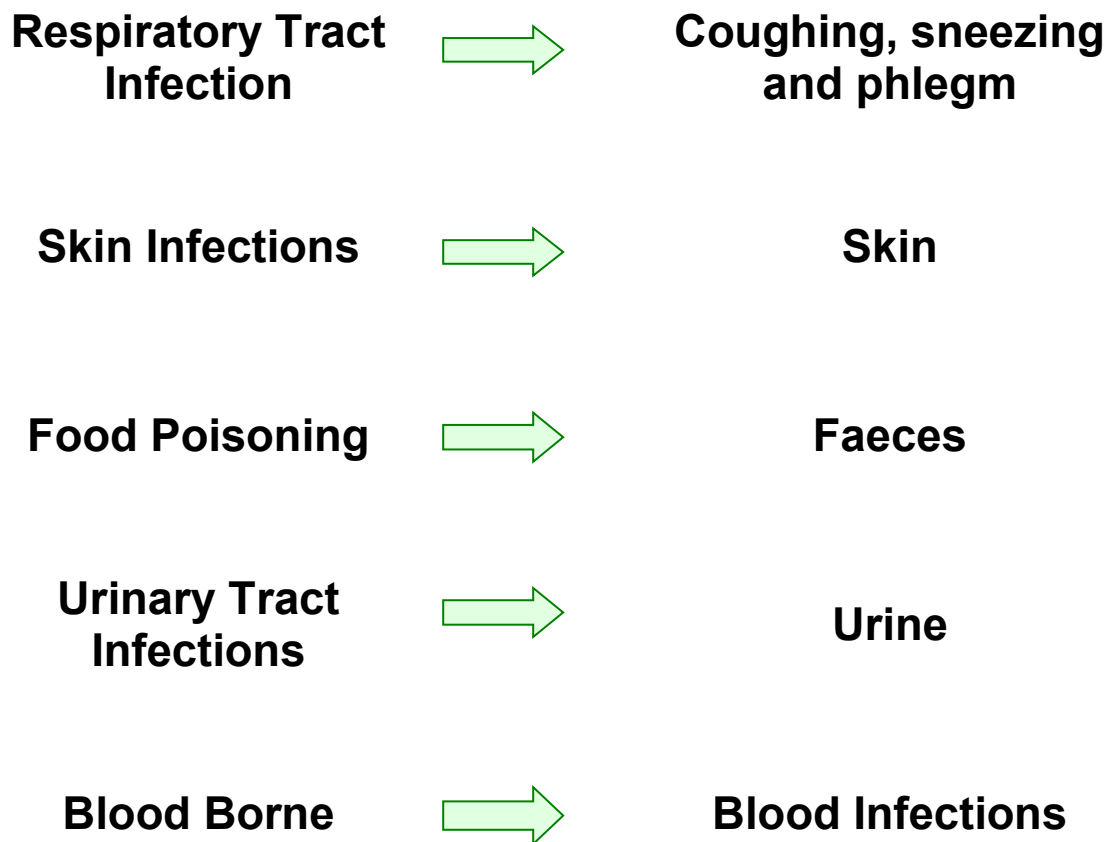 Respiratory Tract
Infection
Coughing, sneezing
and phlegm
Skin Infections
Skin
Food Poisoning
Faeces
Urinary Tract
Infections
Urine
Blood Borne
Blood Infections